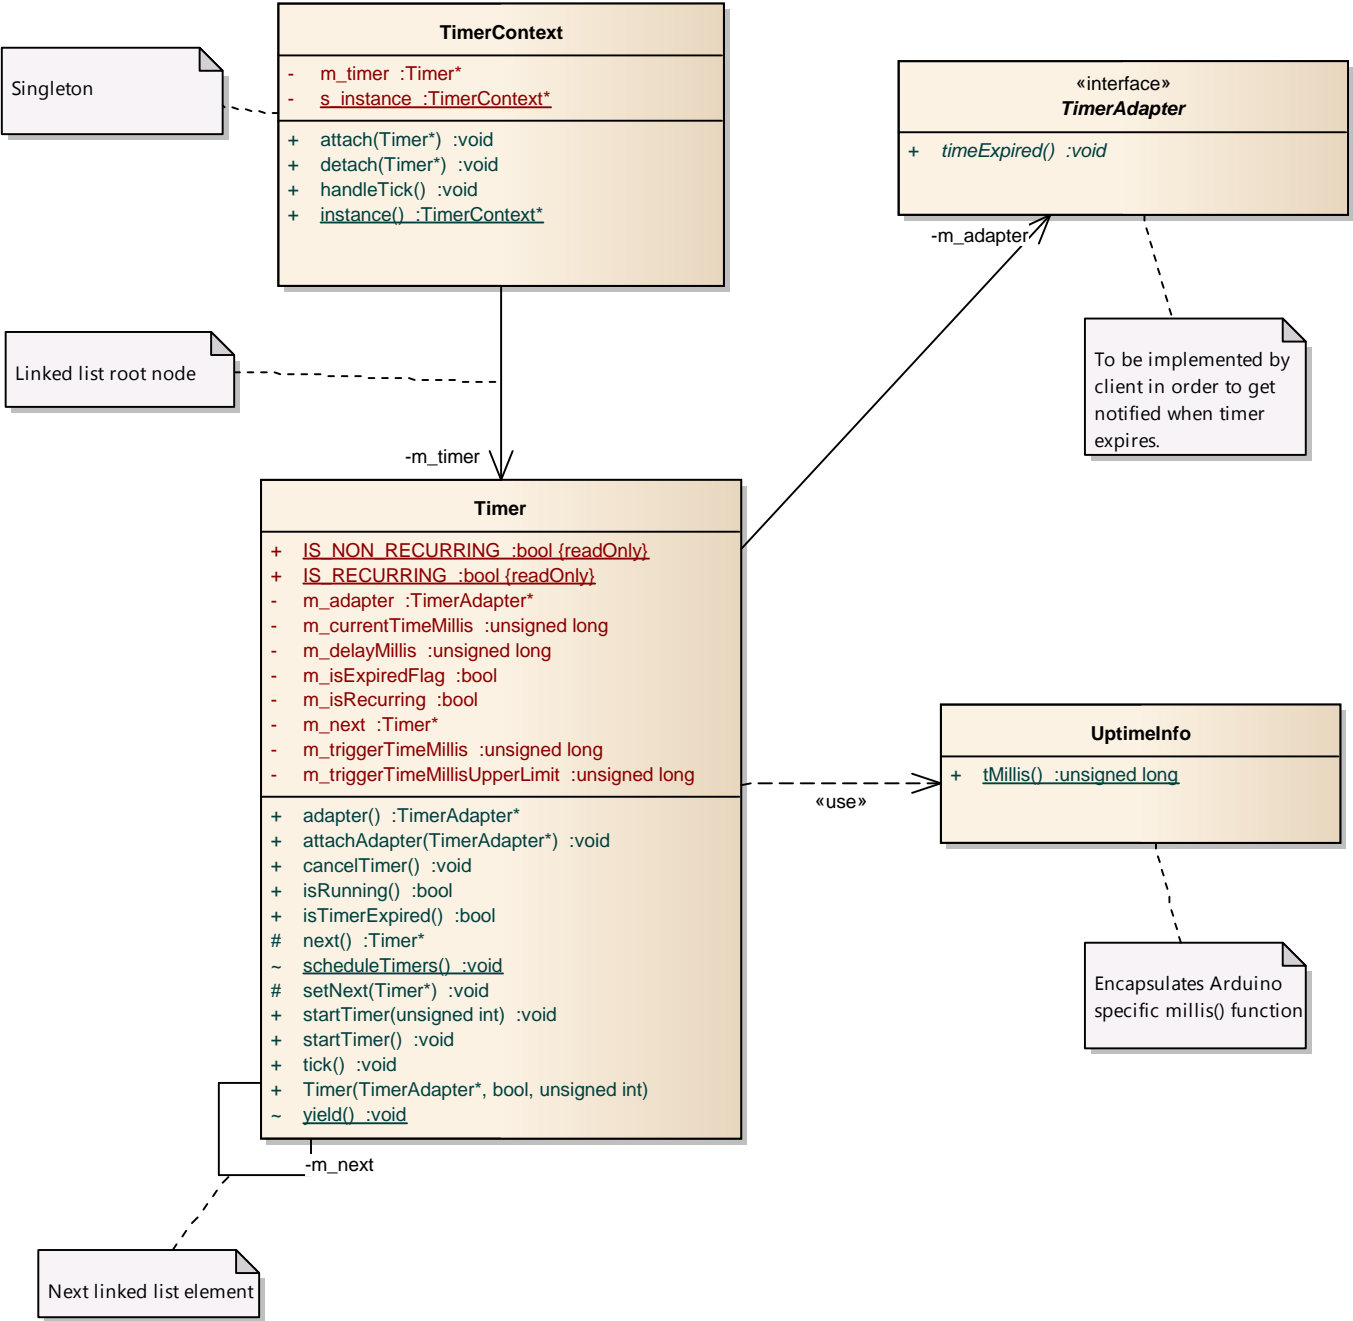 TimerContext
- m_timer :Timer*
- s_instance :TimerContext*
+ attach(Timer*) :void
+ detach(Timer*) :void
+ handleTick() :void
+ instance() :TimerContext*
Singleton
«interface»
TimerAdapter
+ timeExpired() :void
-m_adapter
To be implemented by
client in order to get
notified when timer
expires.
Linked list root node
-m_timer
Timer
+ IS_NON_RECURRING :bool {readOnly}
+ IS_RECURRING :bool {readOnly}
- m_adapter :TimerAdapter*
- m_currentTimeMillis :unsigned long
- m_delayMillis :unsigned long
- m_isExpiredFlag :bool
- m_isRecurring :bool
- m_next :Timer*
- m_triggerTimeMillis :unsigned long
- m_triggerTimeMillisUpperLimit :unsigned long
+ adapter() :TimerAdapter*
+ attachAdapter(TimerAdapter*) :void
+ cancelTimer() :void
+ isRunning() :bool
+ isTimerExpired() :bool
# next() :Timer*
~ scheduleTimers() :void
# setNext(Timer*) :void
+ startTimer(unsigned int) :void
+ startTimer() :void
+ tick() :void
+ Timer(TimerAdapter*, bool, unsigned int)
~ yield() :void
«use»
UptimeInfo
+ tMillis() :unsigned long
Encapsulates Arduino
specific millis() function
-m_next
Next linked list element